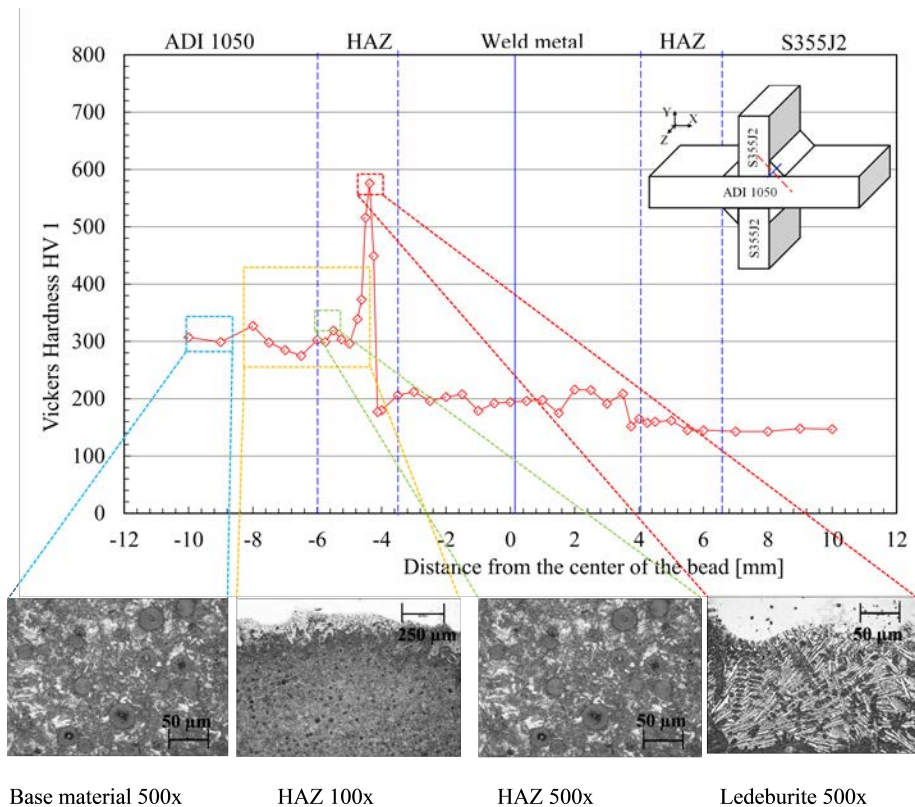 ADI 1050 HAZ Weld metal HAZ S355J2
800
700
600
500
400
300
200
100
0
Vickers Hardness HV 1
-12 -10 -8 -6 -4 -2 0 2 4 6 8 10 12
Distance from the center of the bead [mm]
Y
X
Z
S355J2
ADI 1050
S355J2
50 µm
250 µm
50 µm
50 µm
Base material 500x HAZ 100x HAZ 500x Ledeburite 500x